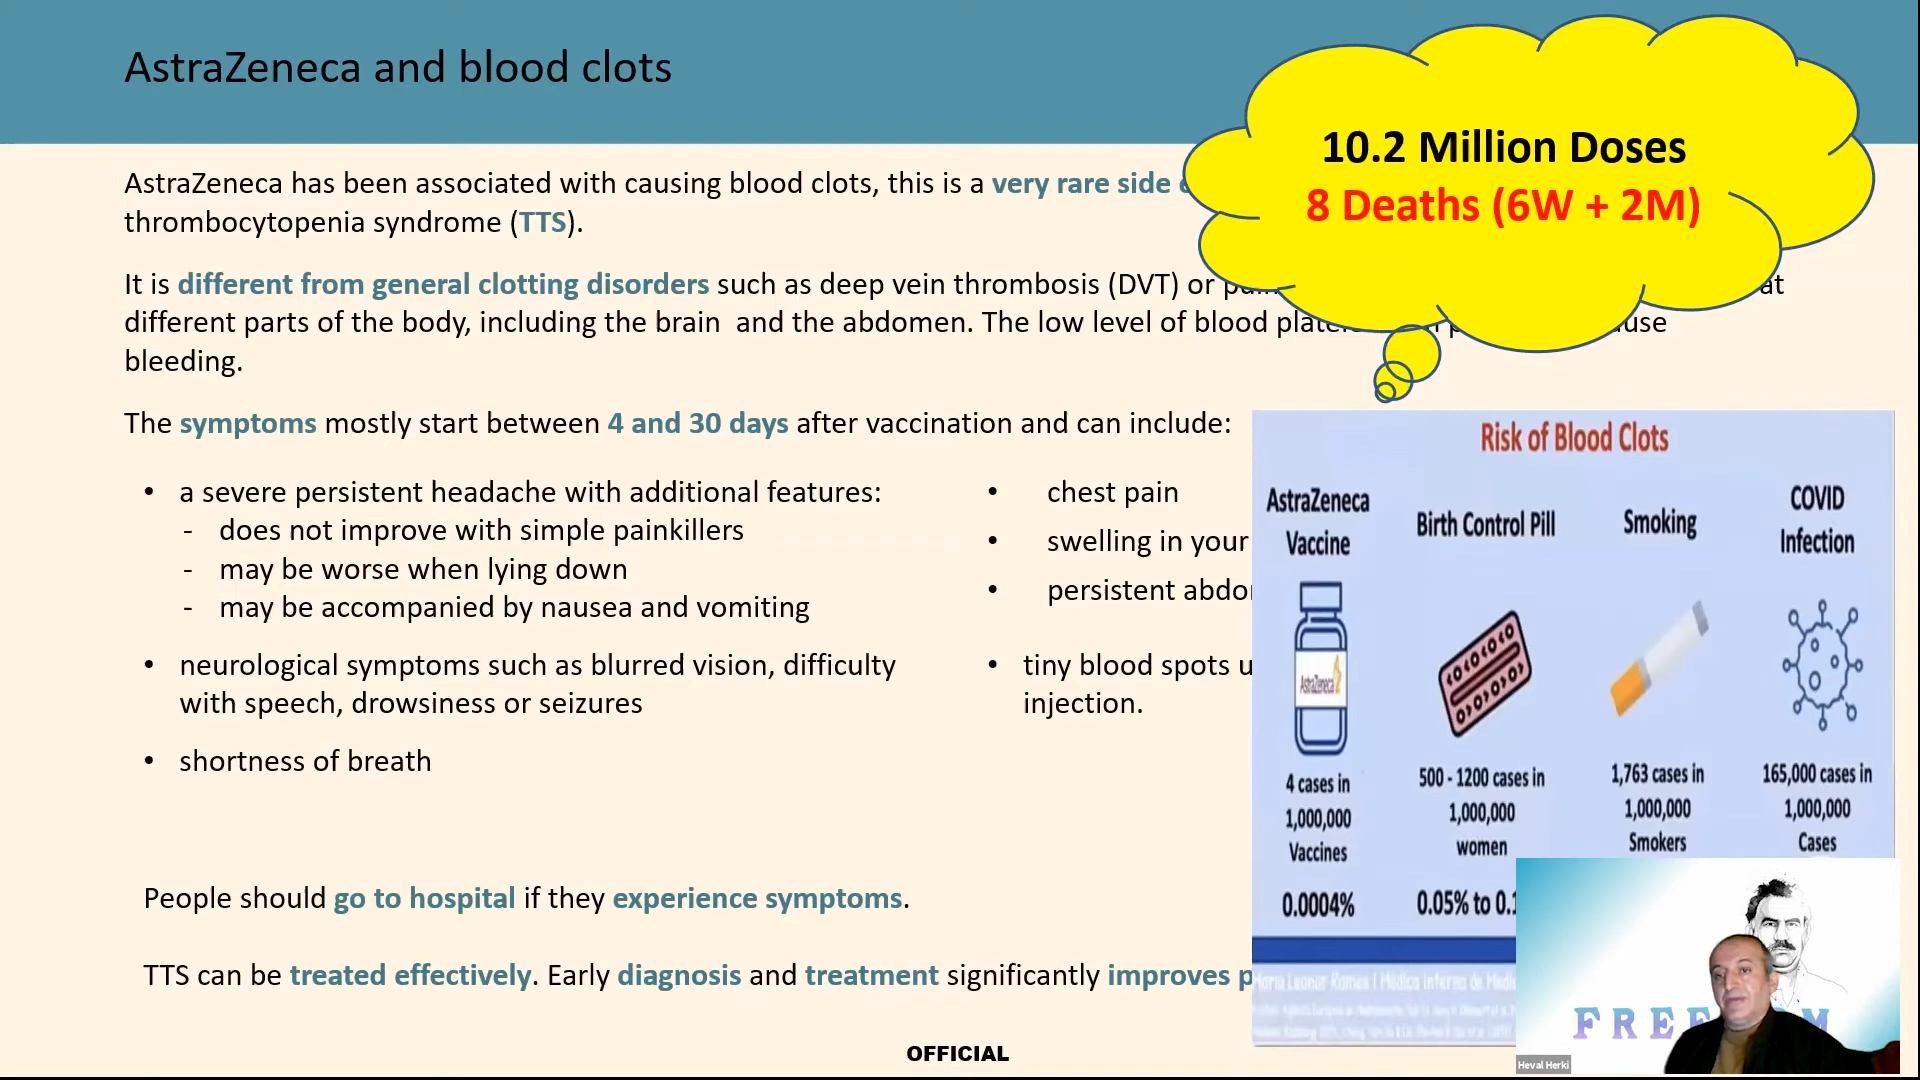 AstraZeneca and blood clots
10.2 Million Doses
8 Deaths (6W + 2M)
AstraZeneca has been associated with causing blood clots, this is a very rare side
thrombocytopenia syndrome (TTS).
It is different from general clotting disorders such as deep vein thrombosis (DVT) or
different parts of the body, including the brain and the abdomen. The low level of blood
bleeding.
The symptoms mostly start between 4 and 30 days after vaccination and can include:
• a severe persistent headache with additional features:
- does not improve with simple painkillers
- may be worse when lying down
- may be accompanied by nausea and vomiting
• neurological symptoms such as blurred vision, difficulty
with speech, drowsiness or seizures
• shortness of breath
• chest pain
• swelling in your
• persistent
• tiny blood spots
injection.
People should go to hospital if they experience symptoms.
TTS can be treated effectively. Early diagnosis and treatment significantly improves
OFFICIAL
Risk of Blood Clots
AstraZeneca
Vaccine
AstraZeneca
4 cases in
1,000,000
Vaccines
0.0004%
Birth Control Pill
500 - 1200 cases in
1,000,000
women
0.05% to
Smoking
1,763 cases in
1,000,000
Smokers
COVID
Infection
165,000 cases in
1,000,000
Cases
Heval Herki